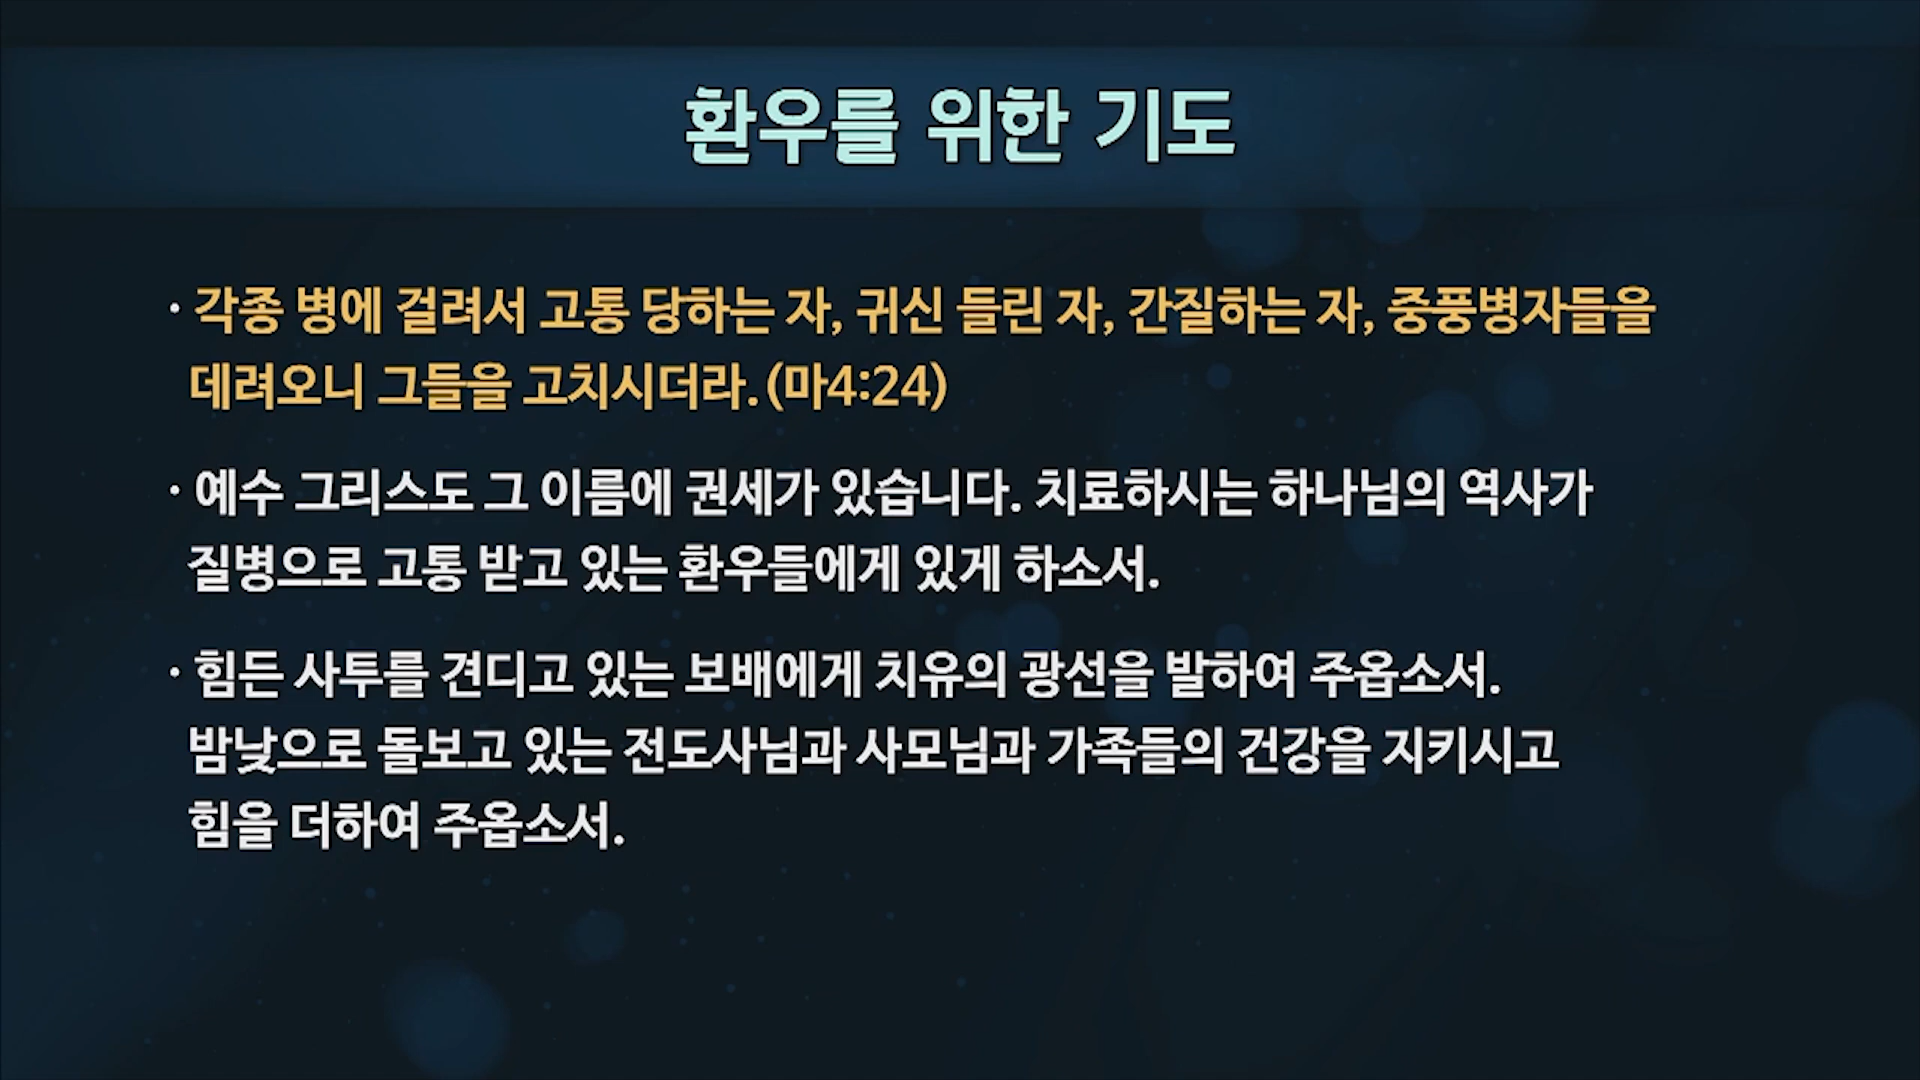 환우를 위한 기도
· 각종 병에 걸려서 고통 당하는 자, 귀신 들린 자, 간질하는 자, 중풍병자들을
데려오니 그들을 고치시더라.(마4:24)
· 예수 그리스도 그 이름에 권세가 있습니다. 치료하시는 하나님의 역사가
질병으로 고통 받고 있는 환우들에게 있게 하소서.
· 힘든 사투를 견디고 있는 보배에게 치유의 광선을 발하여 주옵소서.
밤낮으로 돌보고 있는 전도사님과 사모님과 가족들의 건강을 지키시고
힘을 더하여 주옵소서.